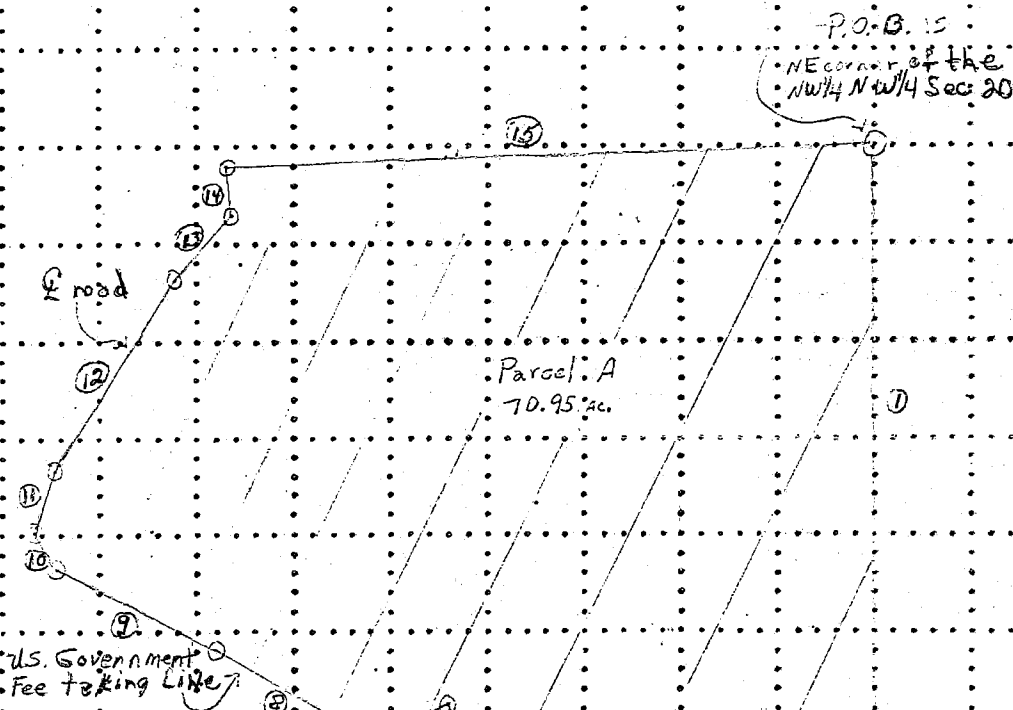 P.O.B. is
NE corner of the
NW1/4 NW1/4 Sec 20
15
14
13
℄ road
12
Parcel A
70.95 ac.
1
11
10
9
U.S. Government
Fee taking Line
8